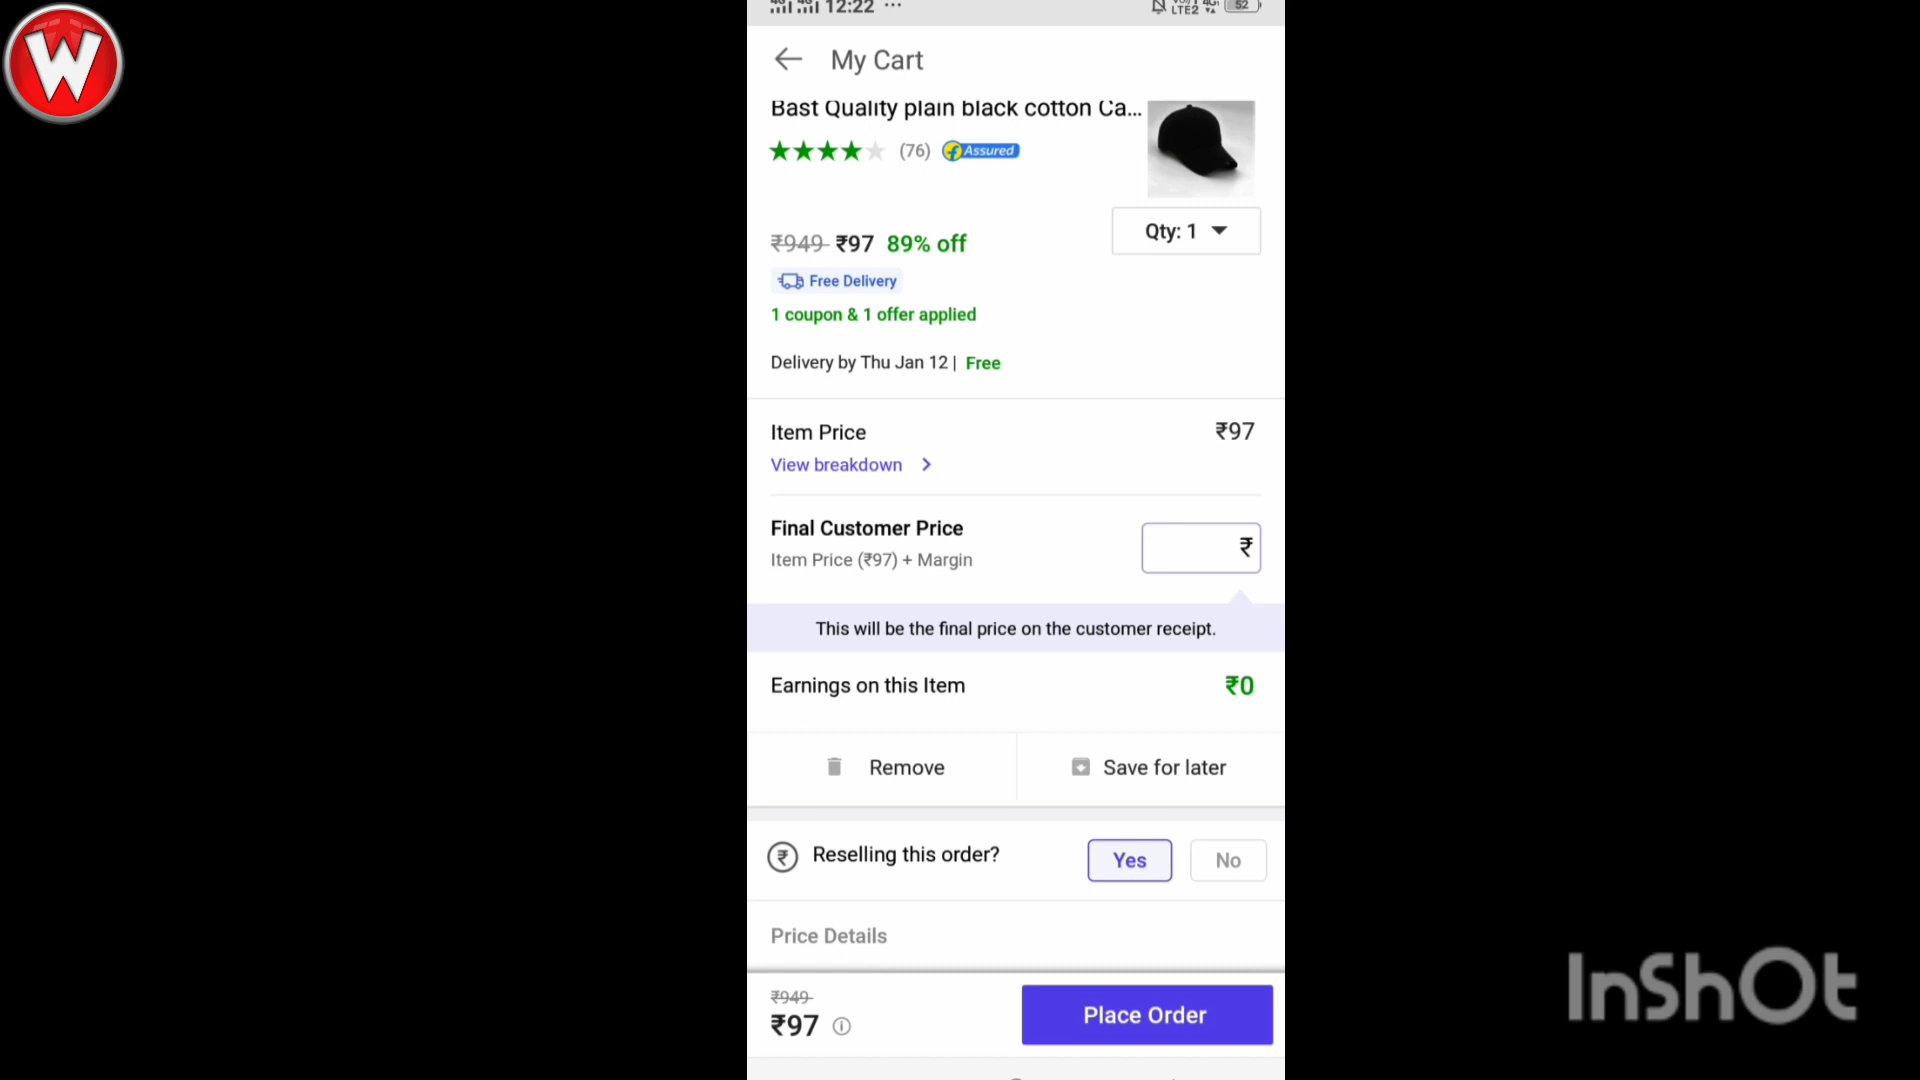 W
12:22 ...
LTE2
52
My Cart
Bast Quality plain black cotton Ca...
(76) Assured
₹949 ₹97 89% off
Qty: 1
Free Delivery
1 coupon & 1 offer applied
Delivery by Thu Jan 12 | Free
Item Price ₹97
View breakdown
Final Customer Price
Item Price (₹97) + Margin
₹
This will be the final price on the customer receipt.
Earnings on this Item ₹0
Remove
Save for later
₹ Reselling this order? Yes No
Price Details
₹949
₹97
Place Order
InShOt